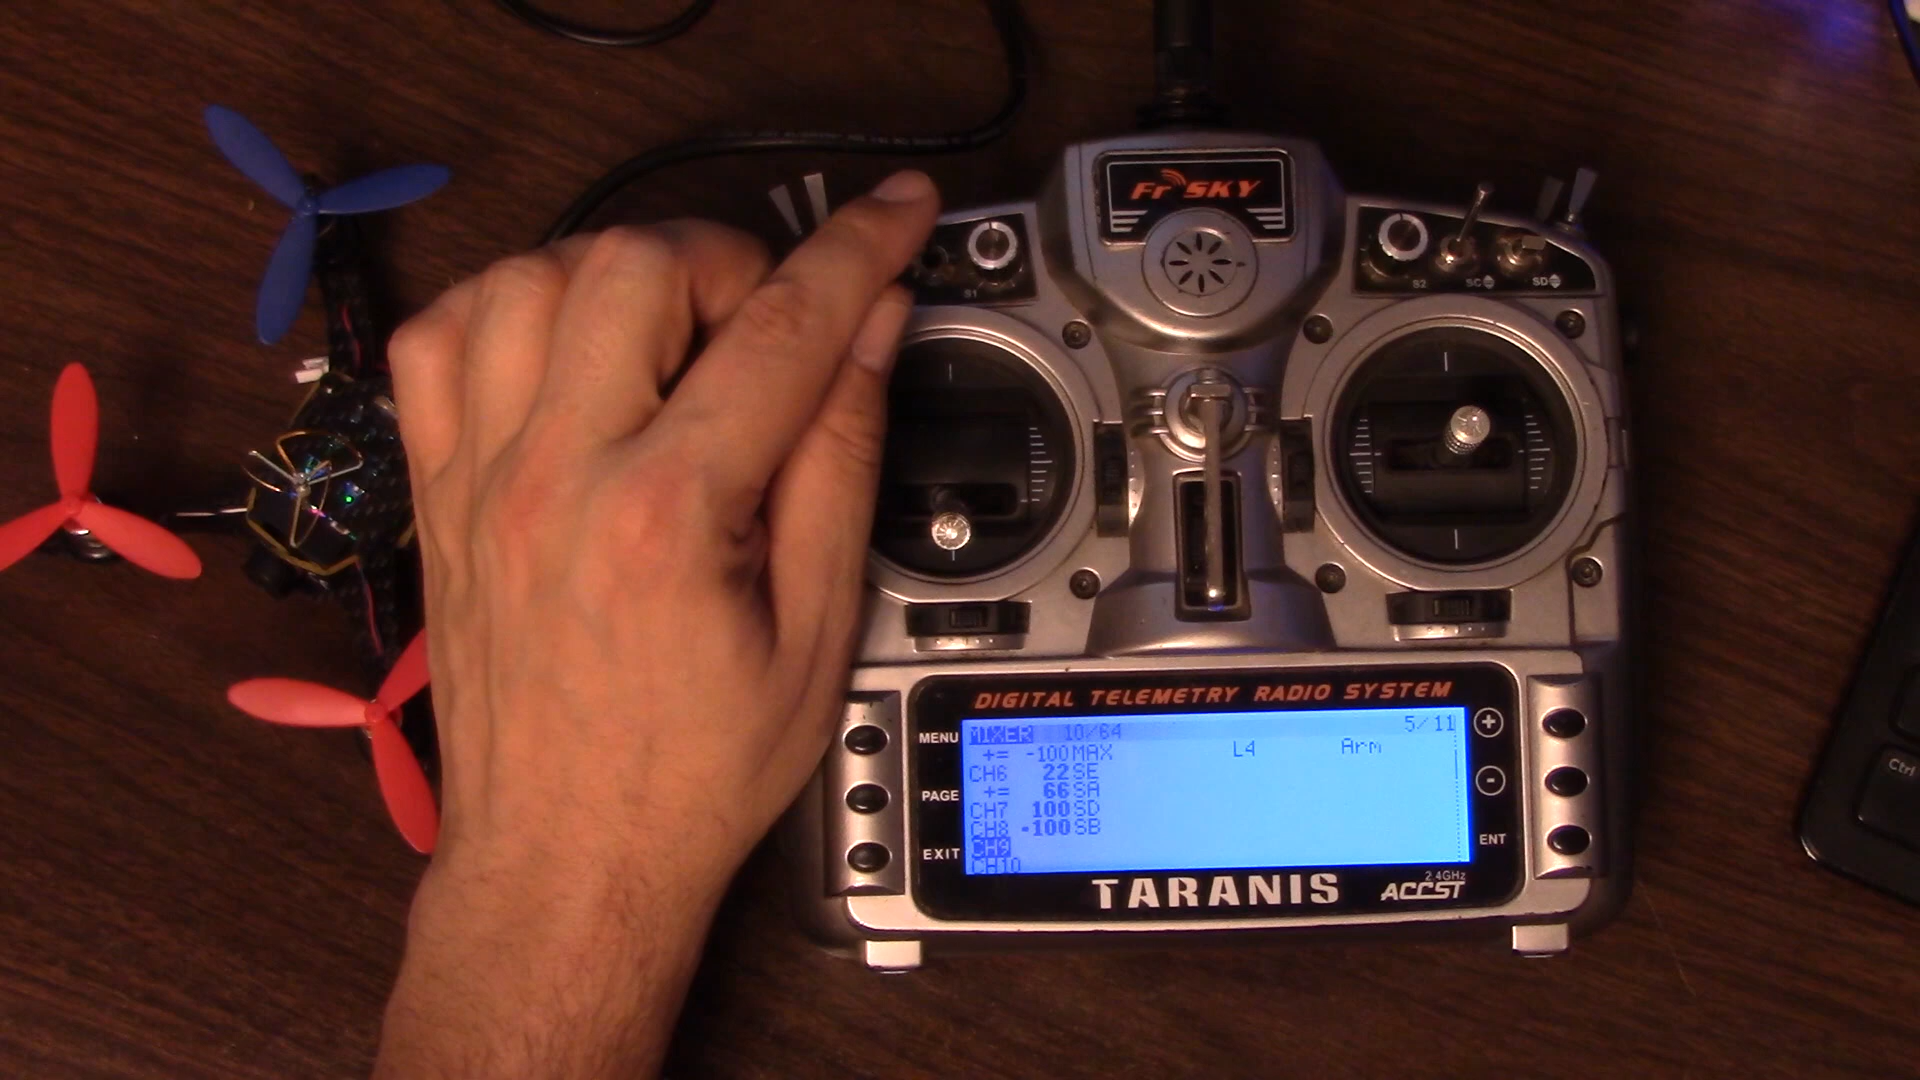 FrSKY
S1
S2
SC
SD
DIGITAL TELEMETRY RADIO SYSTEM
MENU
PAGE
EXIT
MIXER 10/64 5/11
+= -100 MAX L4 Arm
CH6 22 SE
+= 66 SA
CH7 100 SD
CH8 -100 SB
CH9
CH10
+
-
ENT
TARANIS
2.4GHz
ACCST
Ctrl